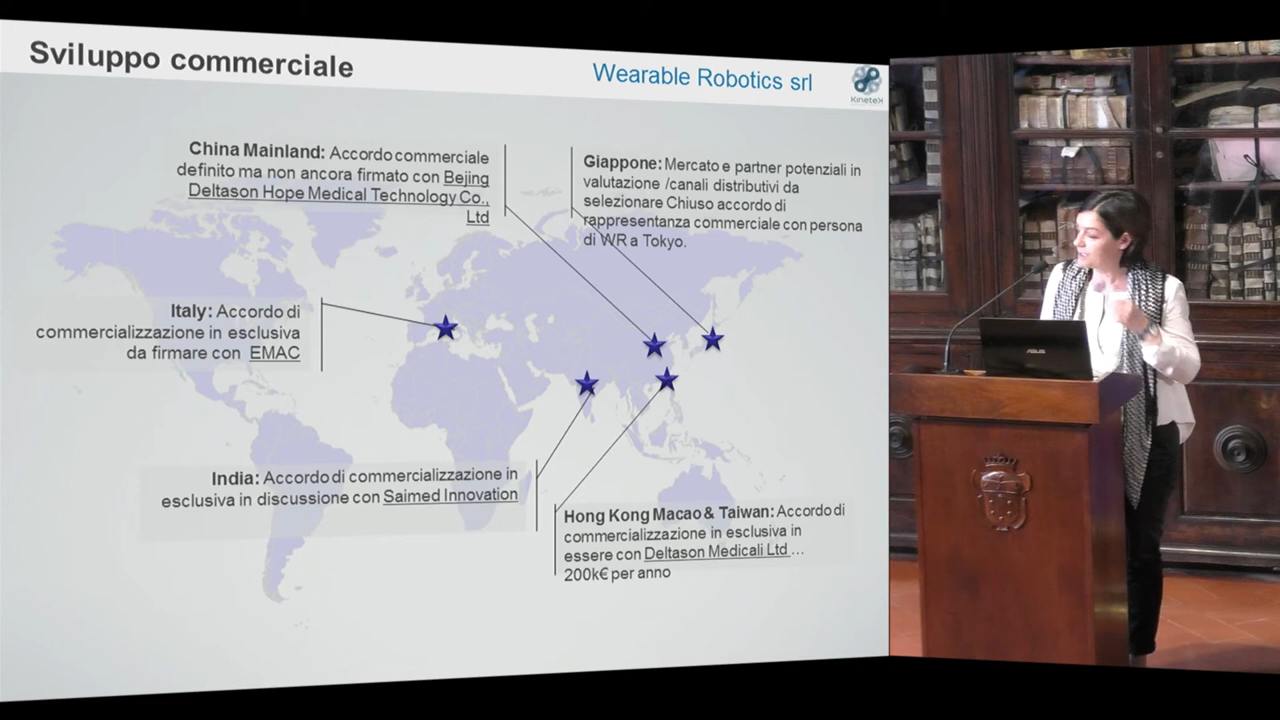 Sviluppo commerciale
Wearable Robotics srl
KineteK
China Mainland: Accordo commerciale
definito ma non ancora firmato con Bejing
Deltason Hope Medical Technology Co.,
Ltd
Giappone: Mercato e partner potenziali in
valutazione /canali distributivi da
selezionare Chiuso accordo di
rappresentanza commerciale con persona
di WR a Tokyo.
Italy: Accordo di
commercializzazione in esclusiva
da firmare con EMAC
India: Accordo di commercializzazione in
esclusiva in discussione con Saimed Innovation
Hong Kong Macao & Taiwan: Accordo di
commercializzazione in esclusiva in
essere con Deltason Medicali Ltd ...
200k€ per anno
ASUS